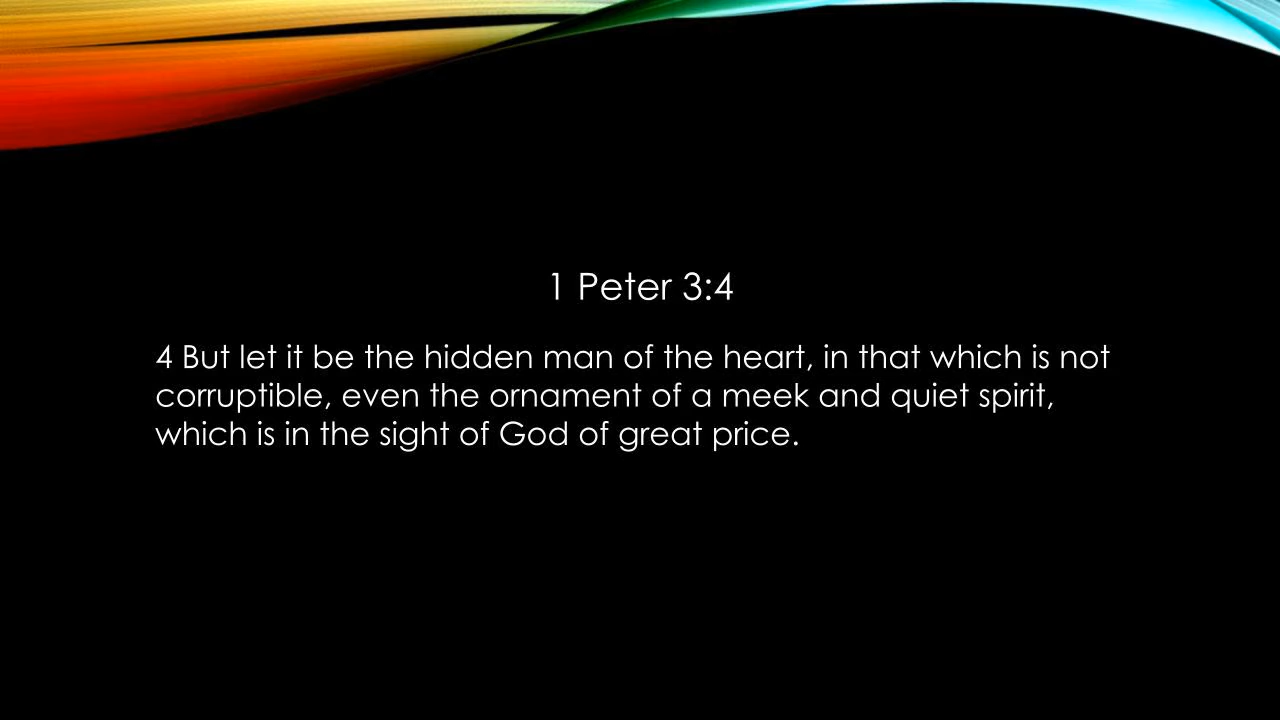 1 Peter 3:4
4 But let it be the hidden man of the heart, in that which is not
corruptible, even the ornament of a meek and quiet spirit,
which is in the sight of God of great price.